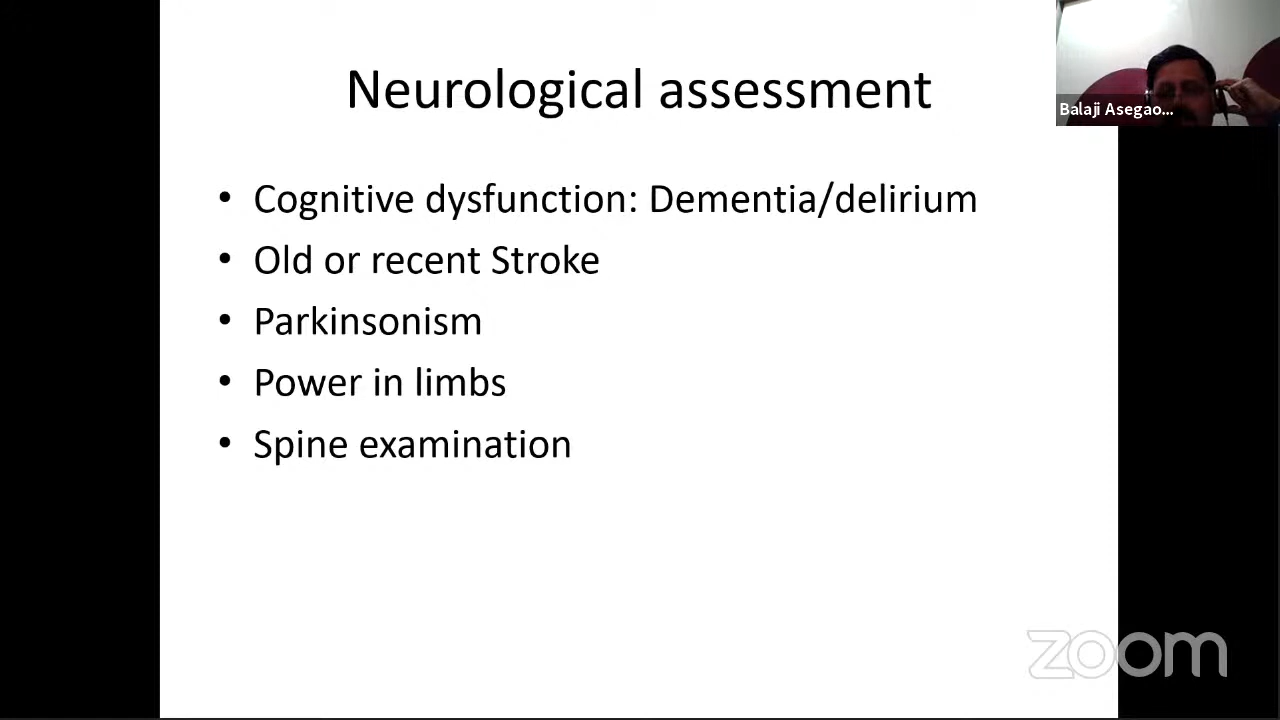 Neurological assessment
Balaji Asegao...
• Cognitive dysfunction: Dementia/delirium
• Old or recent Stroke
• Parkinsonism
• Power in limbs
• Spine examination
zoom